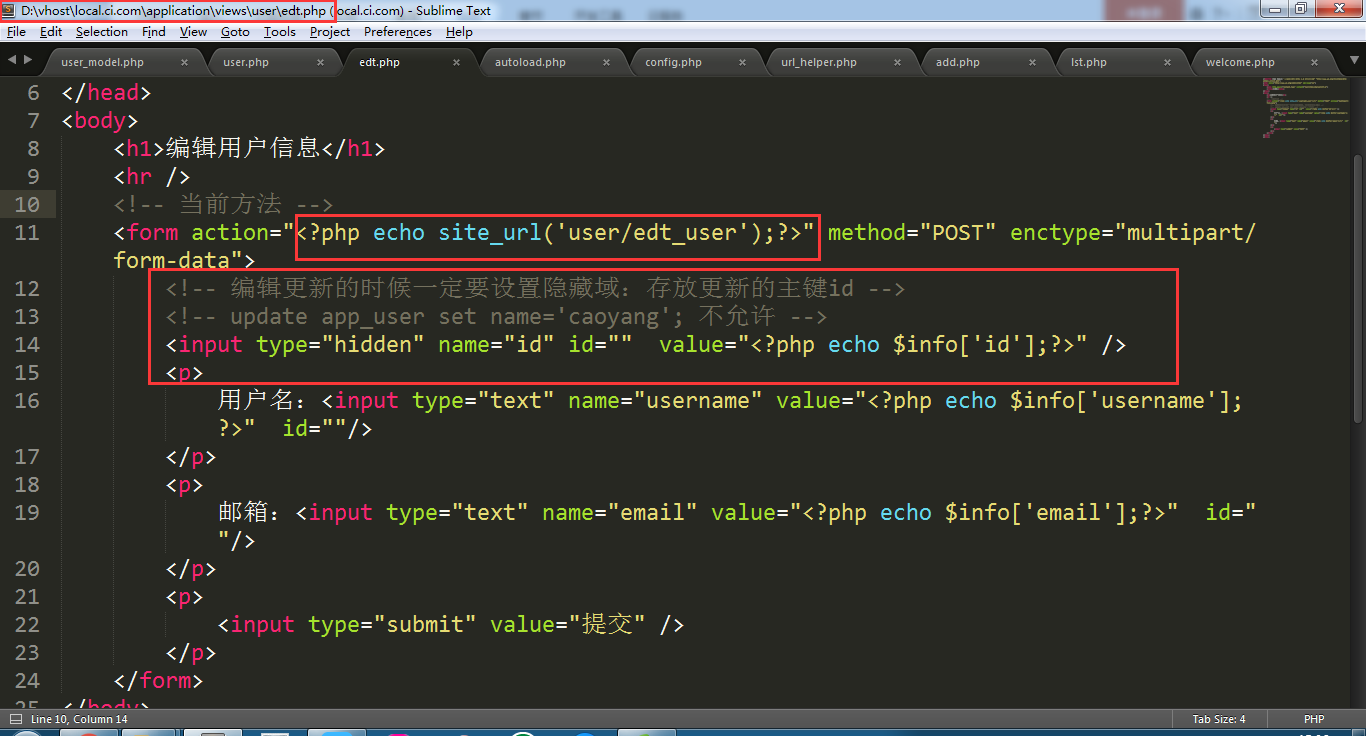 D:\vhost\local.ci.com\application\views\user\edt.php (local.ci.com) - Sublime Text
File Edit Selection Find View Goto Tools Project Preferences Help
user_model.php × user.php × edt.php × autoload.php × config.php × url_helper.php × add.php × lst.php × welcome.php ×
6 </head>
7 <body>
8 <h1>编辑用户信息</h1>
9 <hr />
10 <!-- 当前方法 -->
11 <form action="<?php echo site_url('user/edt_user');?>" method="POST" enctype="multipart/
form-data">
12 <!-- 编辑更新的时候一定要设置隐藏域：存放更新的主键id -->
13 <!-- update app_user set name='caoyang'; 不允许 -->
14 <input type="hidden" name="id" id=""  value="<?php echo $info['id'];?>" />
15 <p>
16 用户名：<input type="text" name="username" value="<?php echo $info['username'];
?>"  id=""/>
17 </p>
18 <p>
19 邮箱：<input type="text" name="email" value="<?php echo $info['email'];?>"  id="
"/>
20 </p>
21 <p>
22 <input type="submit" value="提交" />
23 </p>
24 </form>
25 </body>
Line 10, Column 14 Tab Size: 4 PHP